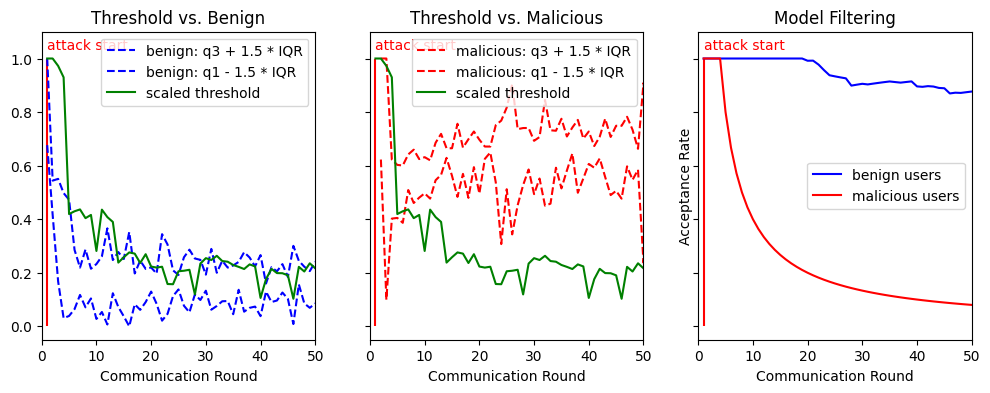 Threshold vs. Benign
attack start
benign: q3 + 1.5 * IQR
benign: q1 - 1.5 * IQR
scaled threshold
1.0
0.8
0.6
0.4
0.2
0.0
0 10 20 30 40 50
Communication Round
Threshold vs. Malicious
attack start
malicious: q3 + 1.5 * IQR
malicious: q1 - 1.5 * IQR
scaled threshold
0 10 20 30 40 50
Communication Round
Model Filtering
attack start
Acceptance Rate
benign users
malicious users
0 10 20 30 40 50
Communication Round